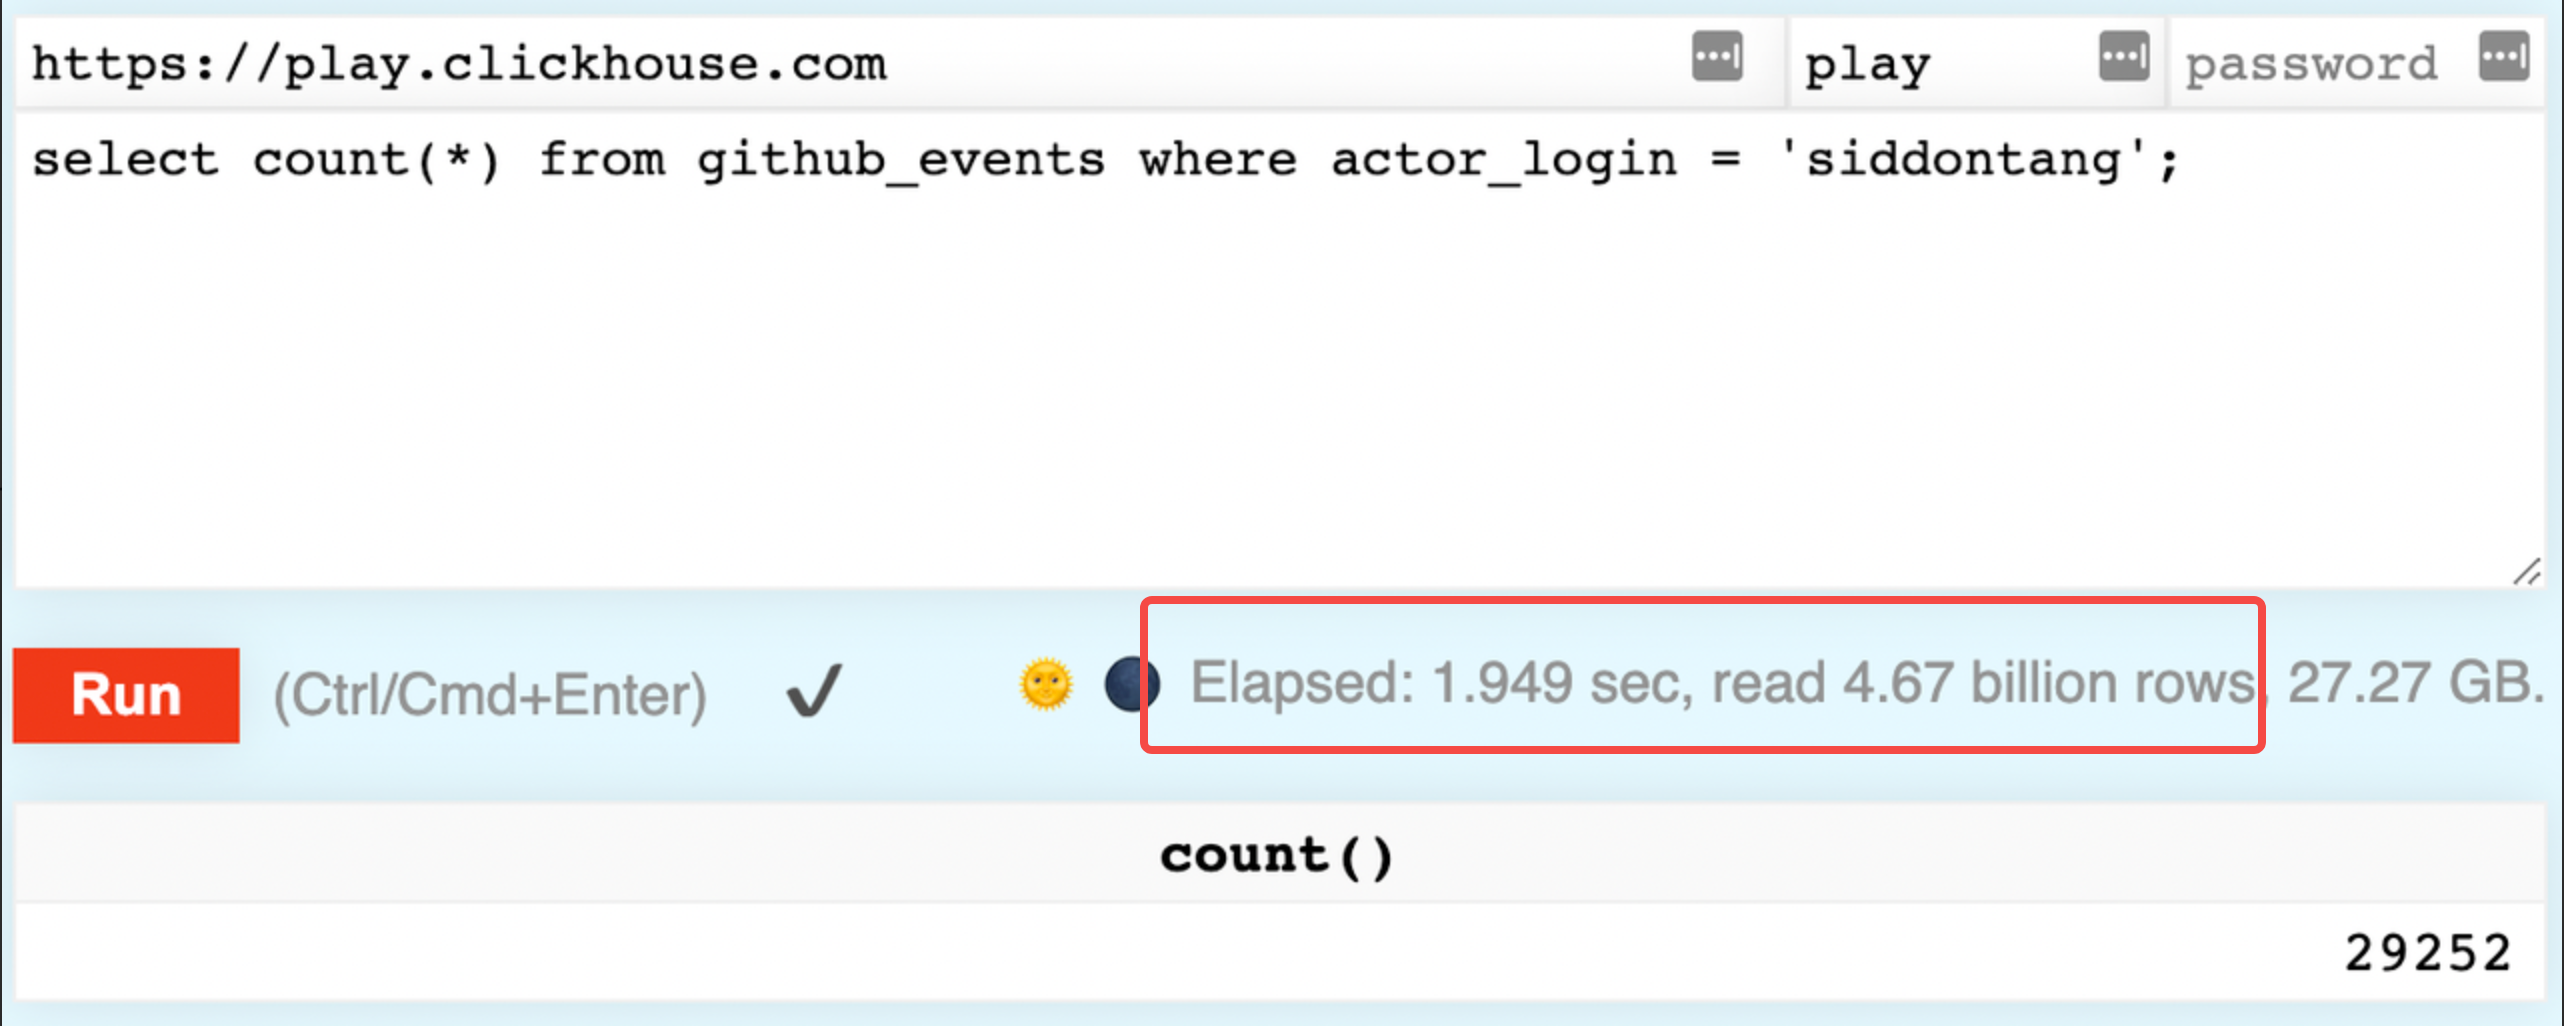 https://play.clickhouse.com play password
select count(*) from github_events where actor_login = 'siddontang';
Run (Ctrl/Cmd+Enter) ✔ 🌞 🌑 Elapsed: 1.949 sec, read 4.67 billion rows, 27.27 GB.
count()
29252